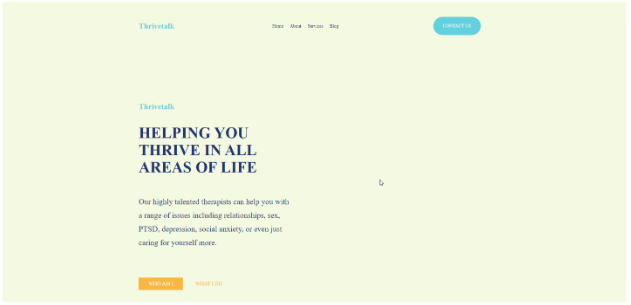 Thrivetalk
Home About Services Blog
CONTACT US
Thrivetalk
HELPING YOU
THRIVE IN ALL
AREAS OF LIFE
Our highly talented therapists can help you with
a range of issues including relationships, sex,
PTSD, depression, social anxiety, or even just
caring for yourself more.
WHO AM I
WHAT I DO